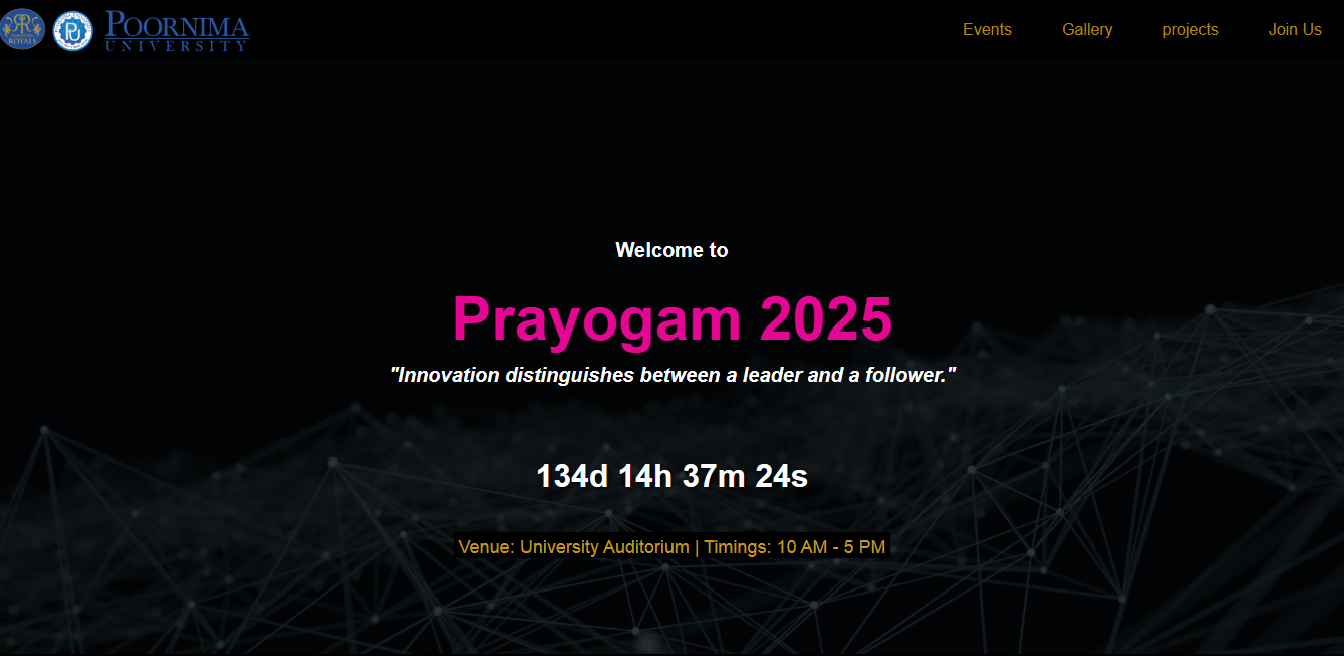 ROYALS
PU
POORNIMA
UNIVERSITY
Events
Gallery
projects
Join Us
Welcome to
Prayogam 2025
"Innovation distinguishes between a leader and a follower."
134d 14h 37m 24s
Venue: University Auditorium | Timings: 10 AM - 5 PM